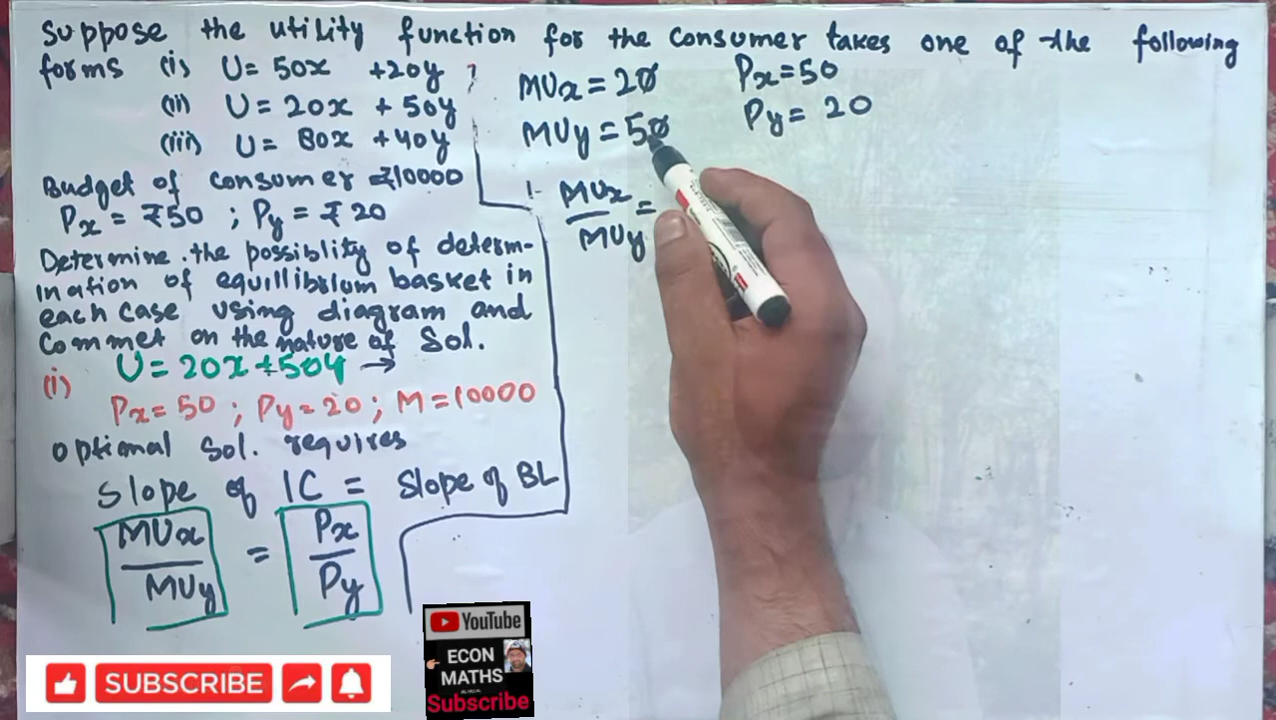 Suppose the utility function for the consumer takes one of the following
forms (i) U = 50x + 20y
(ii) U = 20x + 50y
(iii) U = 80x + 40y
Budget of consumer = ₹10000
Px = ₹50 ; Py = ₹20
Determine the possiblity of determ-
ination of equillibrium basket in
each case using diagram and
Commet on the nature of Sol.
U = 20x + 50y →
(i)
Px = 50 ; Py = 20 ; M = 10000
Optimal Sol. requires
Slope of IC = Slope of BL
MUx / MUy = Px / Py
MUx = 20
MUy = 50
Px = 50
Py = 20
MUx / MUy =
SUBSCRIBE
YouTube
ECON
MATHS
Subscribe